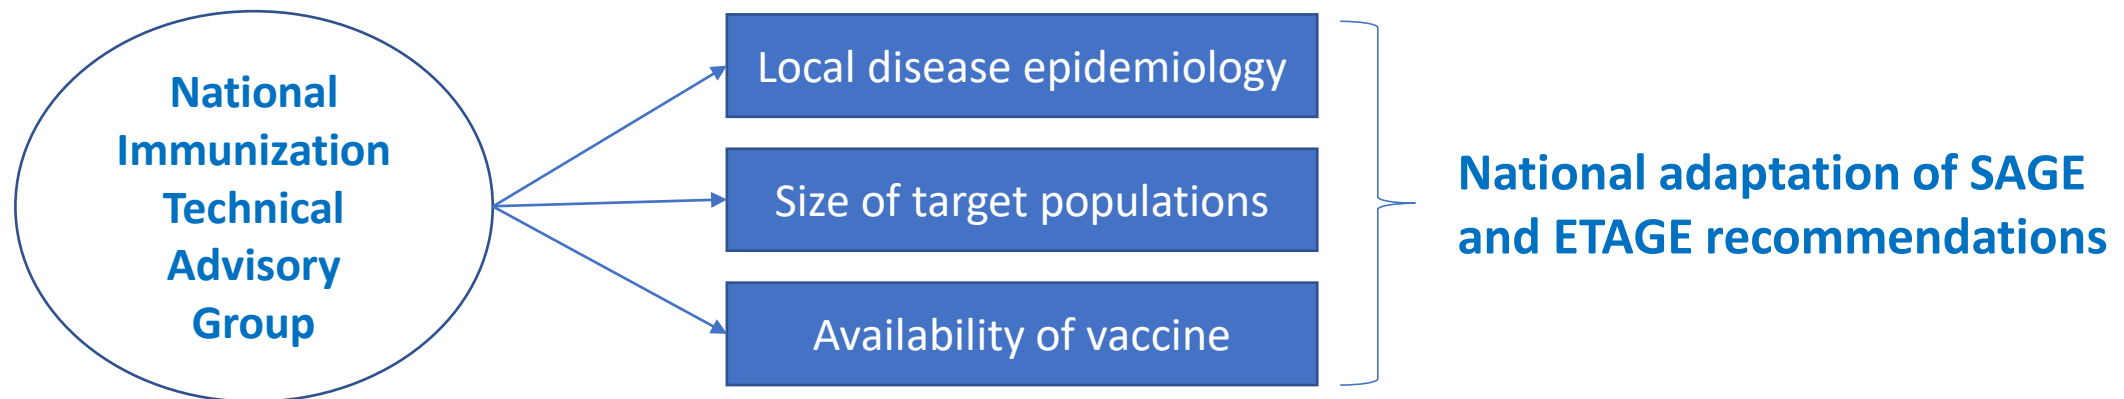 National
Immunization
Technical
Advisory
Group
Local disease epidemiology
Size of target populations
Availability of vaccine
National adaptation of SAGE
and ETAGE recommendations